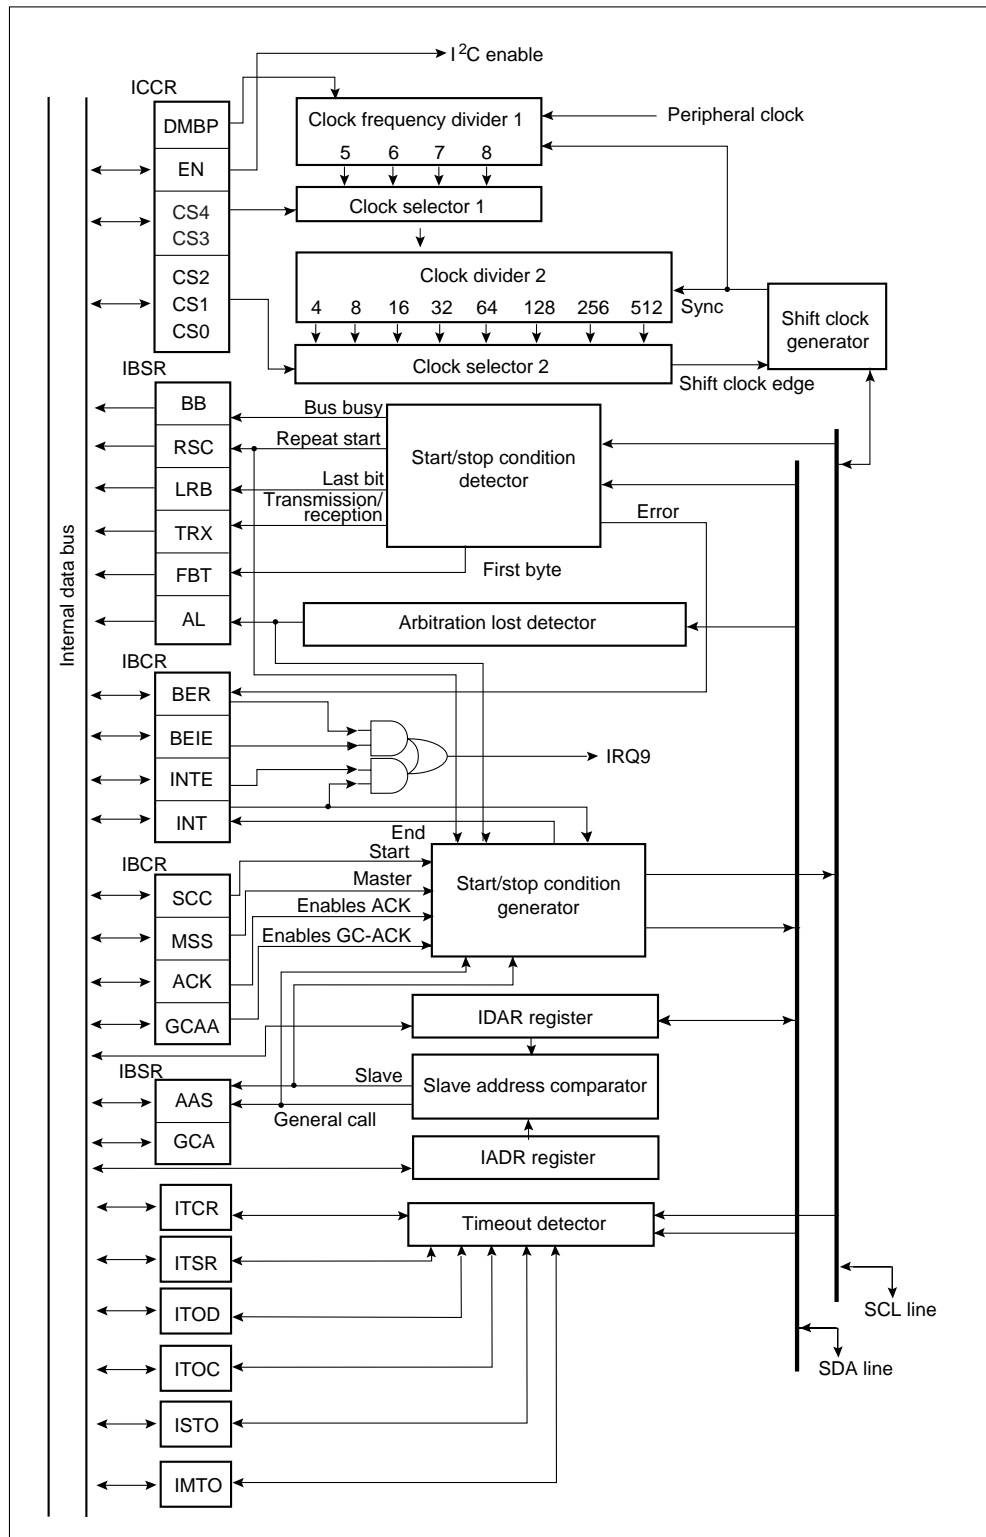 I²C enable
ICCR
DMBP
Clock frequency divider 1
Peripheral clock
5 6 7 8
EN
CS4
CS3
Clock selector 1
CS2
CS1
CS0
Clock divider 2
4 8 16 32 64 128 256 512
Sync
Shift clock
generator
Clock selector 2
Shift clock edge
IBSR
BB
Bus busy
RSC
Repeat start
Start/stop condition
detector
LRB
Last bit
Transmission/
reception
TRX
Error
FBT
First byte
AL
Arbitration lost detector
Internal data bus
IBCR
BER
BEIE
INTE
INT
IRQ9
End
IBCR
Start
SCC
Master
Start/stop condition
generator
MSS
Enables ACK
ACK
Enables GC-ACK
GCAA
IDAR register
IBSR
AAS
Slave
Slave address comparator
General call
GCA
IADR register
ITCR
Timeout detector
ITSR
ITOD
SCL line
ITOC
SDA line
ISTO
IMTO